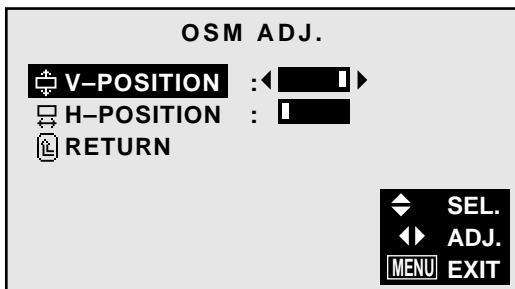 OSM ADJ.
V–POSITION :
H–POSITION :
RETURN
SEL.
ADJ.
MENU EXIT